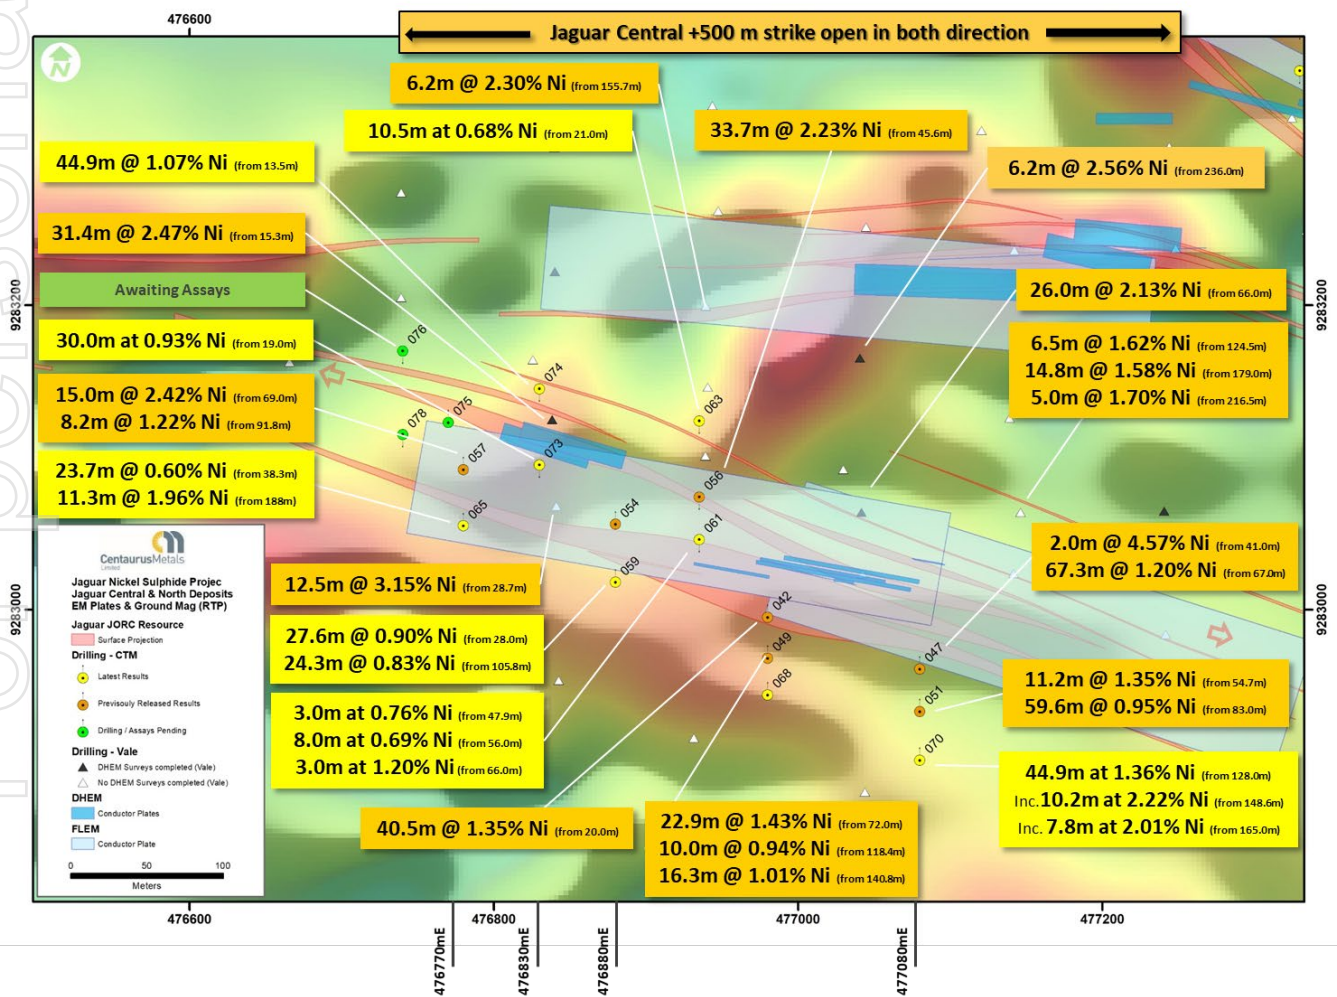 476600
Jaguar Central +500 m strike open in both direction
N
6.2m @ 2.30% Ni (from 155.7m)
10.5m at 0.68% Ni (from 21.0m)
33.7m @ 2.23% Ni (from 45.6m)
44.9m @ 1.07% Ni (from 13.5m)
6.2m @ 2.56% Ni (from 236.0m)
31.4m @ 2.47% Ni (from 15.3m)
Awaiting Assays
26.0m @ 2.13% Ni (from 66.0m)
9283200
9283200
30.0m at 0.93% Ni (from 19.0m)
6.5m @ 1.62% Ni (from 124.5m)
14.8m @ 1.58% Ni (from 179.0m)
5.0m @ 1.70% Ni (from 216.5m)
15.0m @ 2.42% Ni (from 69.0m)
8.2m @ 1.22% Ni (from 91.8m)
23.7m @ 0.60% Ni (from 38.3m)
11.3m @ 1.96% Ni (from 188m)
076
074
078
075
063
057
073
056
065
054
061
059
042
049
068
047
051
070
2.0m @ 4.57% Ni (from 41.0m)
67.3m @ 1.20% Ni (from 67.0m)
12.5m @ 3.15% Ni (from 28.7m)
9283000
9283000
27.6m @ 0.90% Ni (from 28.0m)
24.3m @ 0.83% Ni (from 105.8m)
11.2m @ 1.35% Ni (from 54.7m)
59.6m @ 0.95% Ni (from 83.0m)
3.0m at 0.76% Ni (from 47.9m)
8.0m at 0.69% Ni (from 56.0m)
3.0m at 1.20% Ni (from 66.0m)
44.9m at 1.36% Ni (from 128.0m)
Inc. 10.2m at 2.22% Ni (from 148.6m)
Inc. 7.8m at 2.01% Ni (from 165.0m)
40.5m @ 1.35% Ni (from 20.0m)
22.9m @ 1.43% Ni (from 72.0m)
10.0m @ 0.94% Ni (from 118.4m)
16.3m @ 1.01% Ni (from 140.8m)
CentaurusMetals
Limited
Jaguar Nickel Sulphide Projec
Jaguar Central & North Deposits
EM Plates & Ground Mag (RTP)
Jaguar JORC Resource
Surface Projection
Drilling - CTM
Latest Results
Previsouly Released Results
Drilling / Assays Pending
Drilling - Vale
DHEM Surveys completed (Vale)
No DHEM Surveys completed (Vale)
DHEM
Conductor Plates
FLEM
Conductor Plate
0 50 100
Meters
476600 476800 477000 477200
476770mE
476830mE
476880mE
477080mE